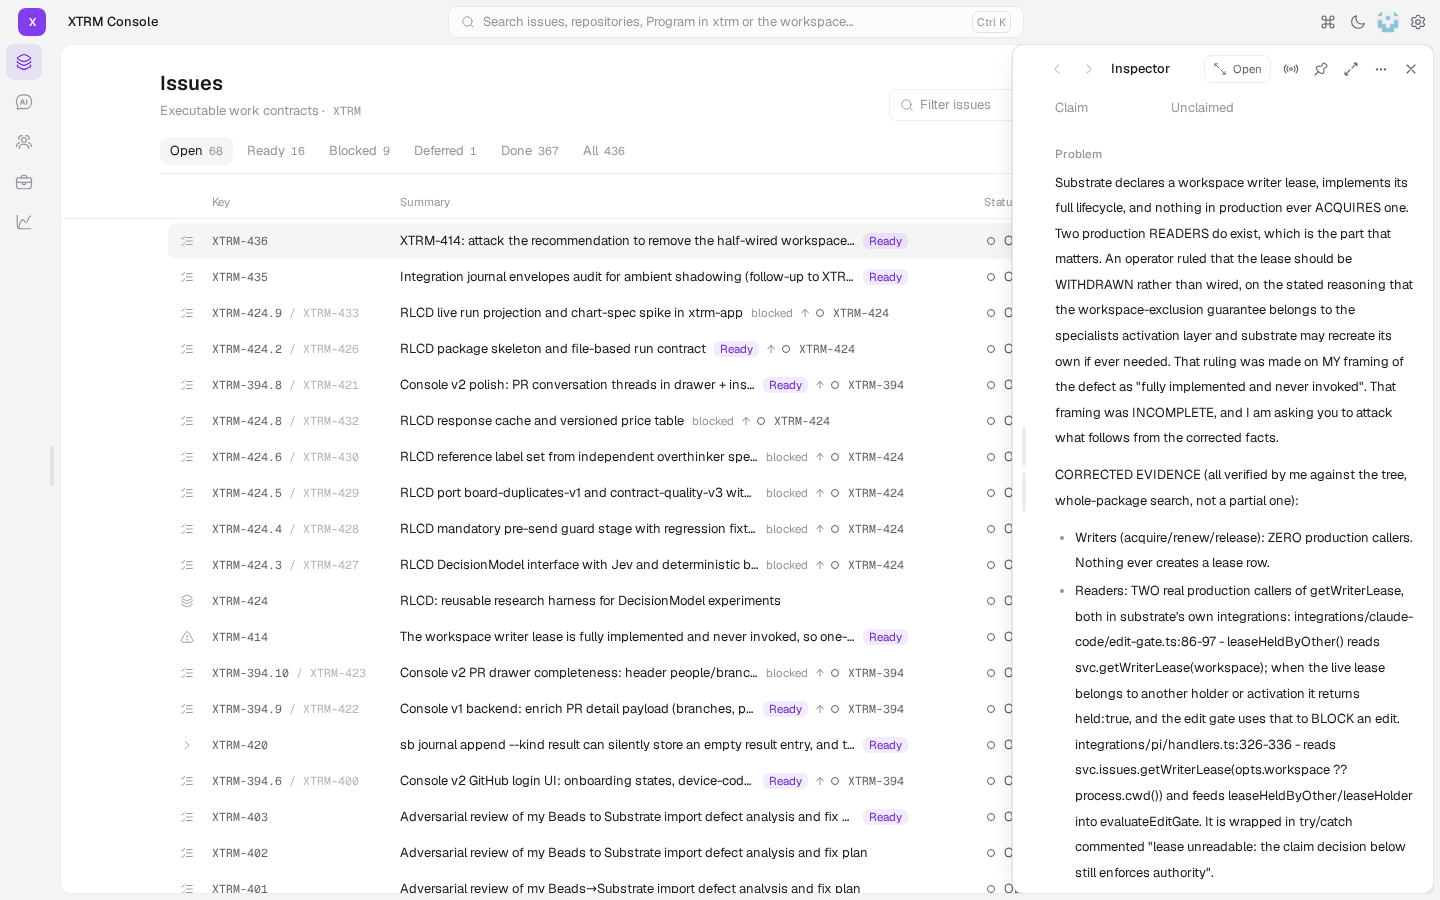 X
XTRM Console
Search issues, repositories, Program in xtrm or the workspace...
Ctrl K
AI
Issues
Executable work contracts · XTRM
Filter issues
Open 68
Ready 16
Blocked 9
Deferred 1
Done 367
All 436
Key
Summary
Statu
XTRM-436 XTRM-414: attack the recommendation to remove the half-wired workspace... Ready O
XTRM-435 Integration journal envelopes audit for ambient shadowing (follow-up to XTR... Ready O
XTRM-424.9 / XTRM-433 RLCD live run projection and chart-spec spike in xtrm-app blocked ↑ XTRM-424 O
XTRM-424.2 / XTRM-426 RLCD package skeleton and file-based run contract Ready ↑ XTRM-424 O
XTRM-394.8 / XTRM-421 Console v2 polish: PR conversation threads in drawer + ins... Ready ↑ XTRM-394 O
XTRM-424.8 / XTRM-432 RLCD response cache and versioned price table blocked ↑ XTRM-424 O
XTRM-424.6 / XTRM-430 RLCD reference label set from independent overthinker spe... blocked ↑ XTRM-424 O
XTRM-424.5 / XTRM-429 RLCD port board-duplicates-v1 and contract-quality-v3 wit... blocked ↑ XTRM-424 O
XTRM-424.4 / XTRM-428 RLCD mandatory pre-send guard stage with regression fixt... blocked ↑ XTRM-424 O
XTRM-424.3 / XTRM-427 RLCD DecisionModel interface with Jev and deterministic b... blocked ↑ XTRM-424 O
XTRM-424 RLCD: reusable research harness for DecisionModel experiments O
XTRM-414 The workspace writer lease is fully implemented and never invoked, so one-... Ready O
XTRM-394.10 / XTRM-423 Console v2 PR drawer completeness: header people/branc... blocked ↑ XTRM-394 O
XTRM-394.9 / XTRM-422 Console v1 backend: enrich PR detail payload (branches, p... Ready ↑ XTRM-394 O
XTRM-420 sb journal append --kind result can silently store an empty result entry, and t... Ready O
XTRM-394.6 / XTRM-400 Console v2 GitHub login UI: onboarding states, device-cod... Ready ↑ XTRM-394 O
XTRM-403 Adversarial review of my Beads to Substrate import defect analysis and fix ... Ready O
XTRM-402 Adversarial review of my Beads to Substrate import defect analysis and fix plan O
XTRM-401 Adversarial review of my Beads→Substrate import defect analysis and fix plan O
Inspector
Open
Claim Unclaimed
Problem
Substrate declares a workspace writer lease, implements its
full lifecycle, and nothing in production ever ACQUIRES one.
Two production READERS do exist, which is the part that
matters. An operator ruled that the lease should be
WITHDRAWN rather than wired, on the stated reasoning that
the workspace-exclusion guarantee belongs to the
specialists activation layer and substrate may recreate its
own if ever needed. That ruling was made on MY framing of
the defect as "fully implemented and never invoked". That
framing was INCOMPLETE, and I am asking you to attack
what follows from the corrected facts.
CORRECTED EVIDENCE (all verified by me against the tree,
whole-package search, not a partial one):
• Writers (acquire/renew/release): ZERO production callers.
Nothing ever creates a lease row.
• Readers: TWO real production callers of getWriterLease,
both in substrate's own integrations: integrations/claude-
code/edit-gate.ts:86-97 - leaseHeldByOther() reads
svc.getWriterLease(workspace); when the live lease
belongs to another holder or activation it returns
held:true, and the edit gate uses that to BLOCK an edit.
integrations/pi/handlers.ts:326-336 - reads
svc.issues.getWriterLease(opts.workspace ??
process.cwd()) and feeds leaseHeldByOther/leaseHolder
into evaluateEditGate. It is wrapped in try/catch
commented "lease unreadable: the claim decision below
still enforces authority".